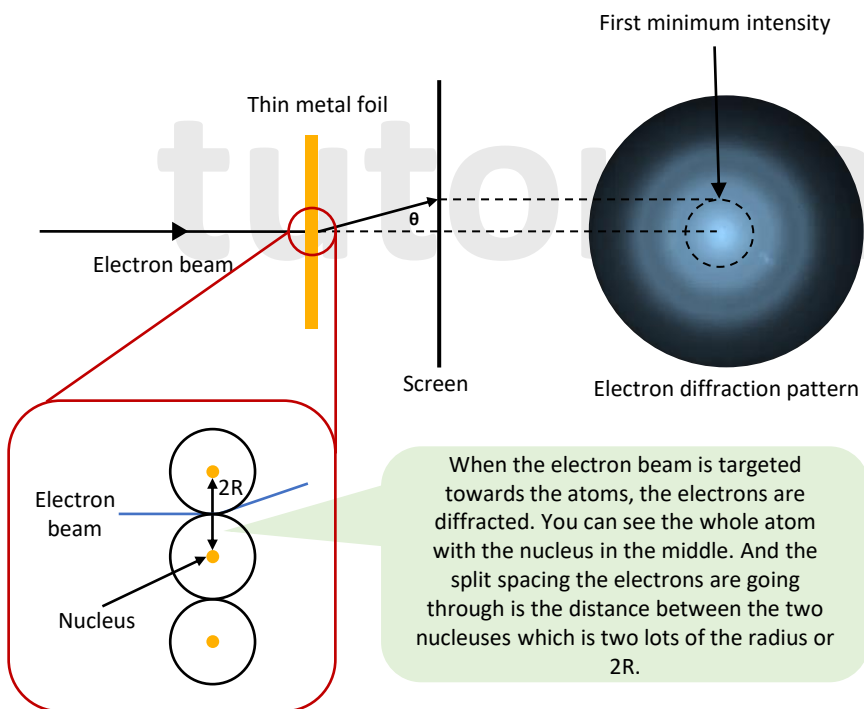 First minimum intensity
Thin metal foil
θ
Electron beam
Screen
Electron diffraction pattern
2R
Electron
beam
Nucleus
When the electron beam is targeted
towards the atoms, the electrons are
diffracted. You can see the whole atom
with the nucleus in the middle. And the
split spacing the electrons are going
through is the distance between the two
nucleuses which is two lots of the radius or
2R.